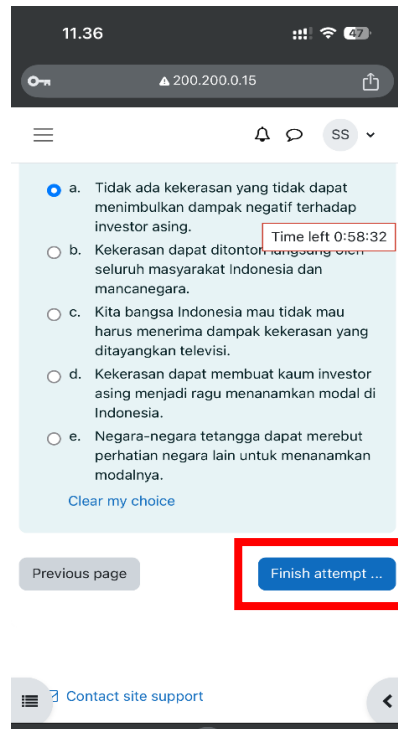 11.36
47
200.200.0.15
SS
a. Tidak ada kekerasan yang tidak dapat
menimbulkan dampak negatif terhadap
investor asing.
Time left 0:58:32
b. Kekerasan dapat ditonton langsung oleh
seluruh masyarakat Indonesia dan
mancanegara.
c. Kita bangsa Indonesia mau tidak mau
harus menerima dampak kekerasan yang
ditayangkan televisi.
d. Kekerasan dapat membuat kaum investor
asing menjadi ragu menanamkan modal di
Indonesia.
e. Negara-negara tetangga dapat merebut
perhatian negara lain untuk menanamkan
modalnya.
Clear my choice
Previous page
Finish attempt ...
Contact site support